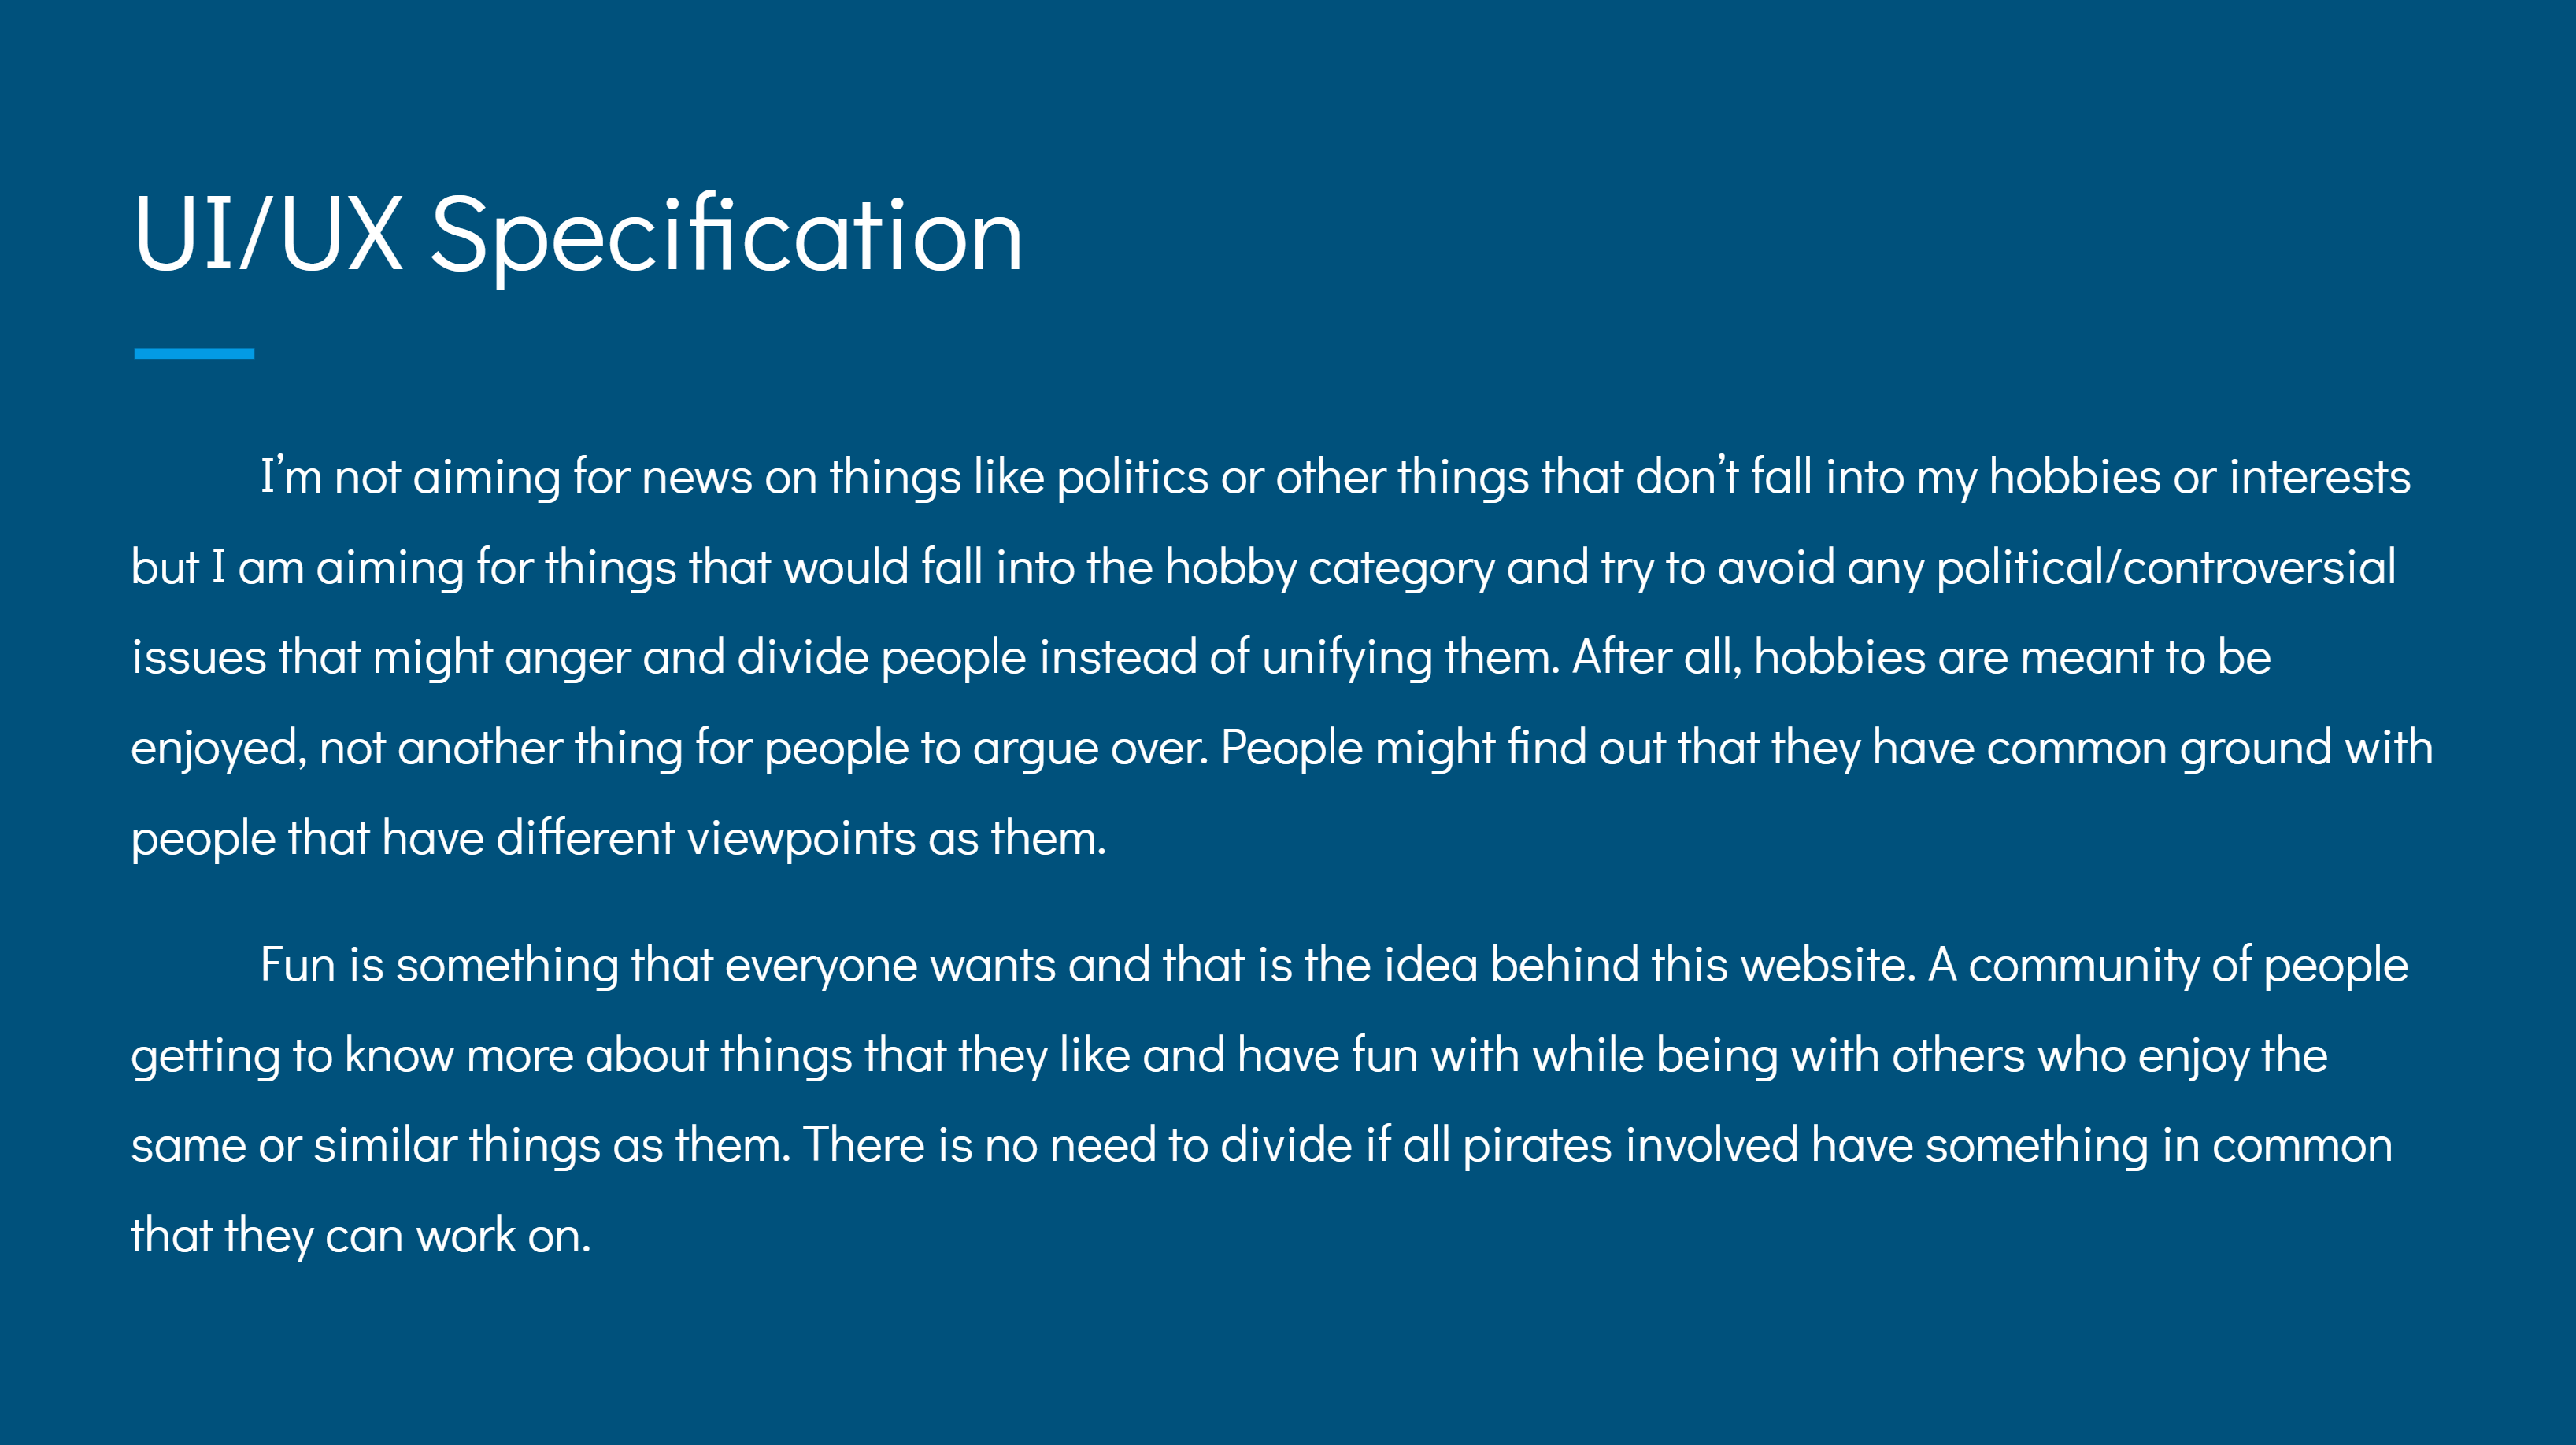 UI/UX Specification
I’m not aiming for news on things like politics or other things that don’t fall into my hobbies or interests
but I am aiming for things that would fall into the hobby category and try to avoid any political/controversial
issues that might anger and divide people instead of unifying them. After all, hobbies are meant to be
enjoyed, not another thing for people to argue over. People might find out that they have common ground with
people that have different viewpoints as them.
Fun is something that everyone wants and that is the idea behind this website. A community of people
getting to know more about things that they like and have fun with while being with others who enjoy the
same or similar things as them. There is no need to divide if all pirates involved have something in common
that they can work on.